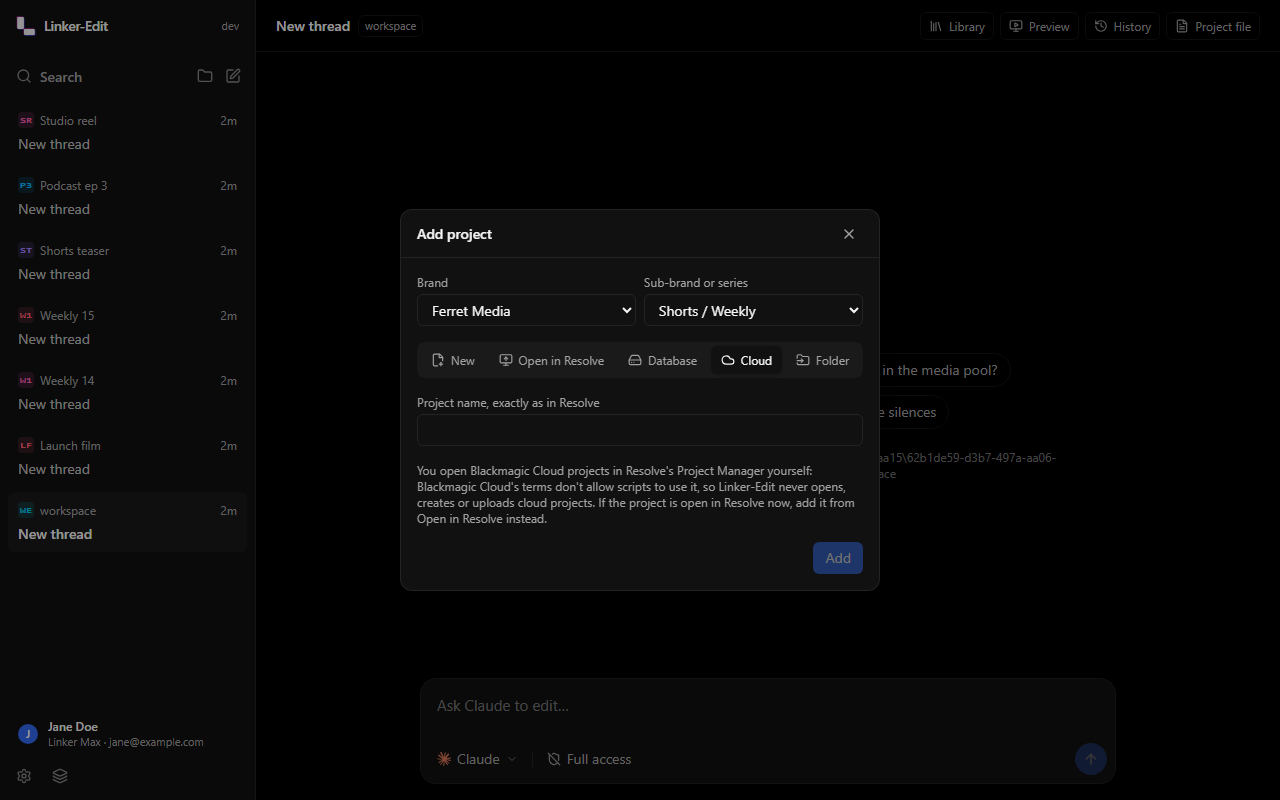 Linker-Edit
dev
New thread
workspace
Library
Preview
History
Project file
Search
SR Studio reel 2m
New thread
P3 Podcast ep 3 2m
New thread
ST Shorts teaser 2m
New thread
W1 Weekly 15 2m
New thread
W1 Weekly 14 2m
New thread
LF Launch film 2m
New thread
WE workspace 2m
New thread
Add project
Brand
Sub-brand or series
Ferret Media
Shorts / Weekly
New
Open in Resolve
Database
Cloud
Folder
Project name, exactly as in Resolve
You open Blackmagic Cloud projects in Resolve's Project Manager yourself:
Blackmagic Cloud's terms don't allow scripts to use it, so Linker-Edit never opens,
creates or uploads cloud projects. If the project is open in Resolve now, add it from
Open in Resolve instead.
Add
in the media pool?
silences
aa15\62b1de59-d3b7-497a-aa06-
Ask Claude to edit...
Claude
Full access
J
Jane Doe
Linker Max · jane@example.com